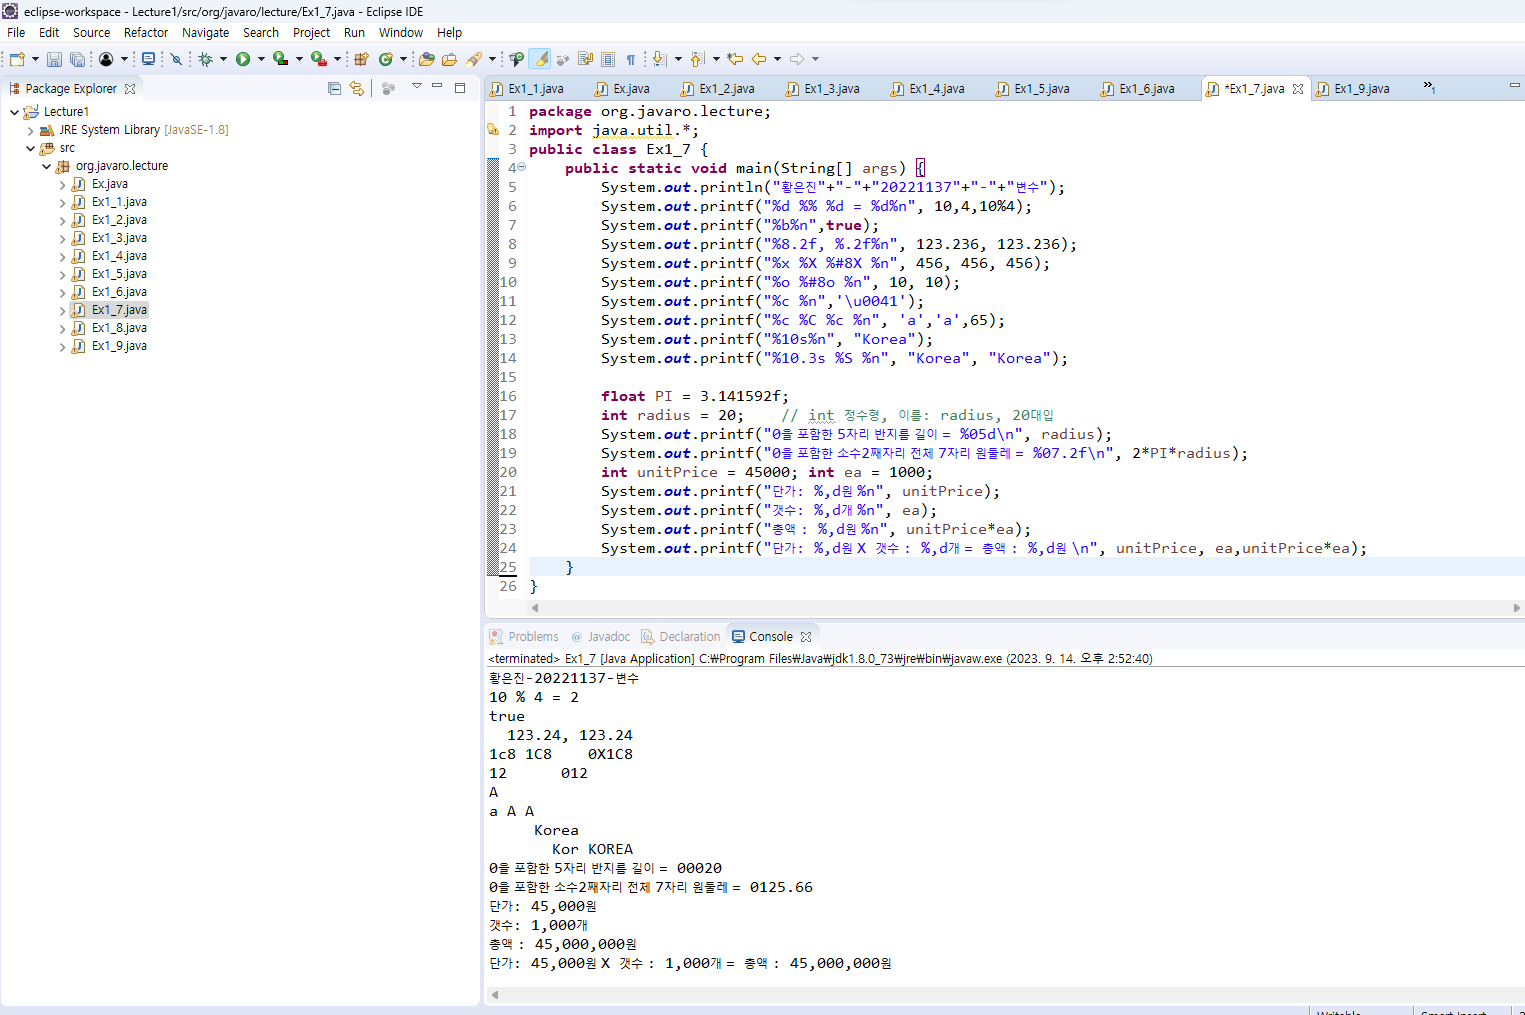 eclipse-workspace - Lecture1/src/org/javaro/lecture/Ex1_7.java - Eclipse IDE
File Edit Source Refactor Navigate Search Project Run Window Help
Package Explorer
Lecture1
JRE System Library [JavaSE-1.8]
src
org.javaro.lecture
Ex.java
Ex1_1.java
Ex1_2.java
Ex1_3.java
Ex1_4.java
Ex1_5.java
Ex1_6.java
Ex1_7.java
Ex1_8.java
Ex1_9.java
Ex1_1.java Ex.java Ex1_2.java Ex1_3.java Ex1_4.java Ex1_5.java Ex1_6.java *Ex1_7.java Ex1_9.java »1
1 package org.javaro.lecture;
2 import java.util.*;
3 public class Ex1_7 {
4 public static void main(String[] args) {
5 System.out.println("황은진"+"-"+"20221137"+"-"+"변수");
6 System.out.printf("%d %% %d = %d%n", 10,4,10%4);
7 System.out.printf("%b%n",true);
8 System.out.printf("%8.2f, %.2f%n", 123.236, 123.236);
9 System.out.printf("%x %X %#8X %n", 456, 456, 456);
10 System.out.printf("%o %#8o %n", 10, 10);
11 System.out.printf("%c %n",'\u0041');
12 System.out.printf("%c %C %c %n", 'a','a',65);
13 System.out.printf("%10s%n", "Korea");
14 System.out.printf("%10.3s %S %n", "Korea", "Korea");
15
16 float PI = 3.141592f;
17 int radius = 20; // int 정수형, 이름: radius, 20대입
18 System.out.printf("0을 포함한 5자리 반지름 길이 = %05d\n", radius);
19 System.out.printf("0을 포함한 소수2째자리 전체 7자리 원둘레 = %07.2f\n", 2*PI*radius);
20 int unitPrice = 45000; int ea = 1000;
21 System.out.printf("단가: %,d원 %n", unitPrice);
22 System.out.printf("갯수: %,d개 %n", ea);
23 System.out.printf("총액 : %,d원 %n", unitPrice*ea);
24 System.out.printf("단가: %,d원 X 갯수 : %,d개 = 총액 : %,d원 \n", unitPrice, ea,unitPrice*ea);
25 }
26 }
Problems @ Javadoc Declaration Console
<terminated> Ex1_7 [Java Application] C:₩Program Files₩Java₩jdk1.8.0_73₩jre₩bin₩javaw.exe (2023. 9. 14. 오후 2:52:40)
황은진-20221137-변수
10 % 4 = 2
true
123.24, 123.24
1c8 1C8 0X1C8
12 012
A
a A A
Korea
Kor KOREA
0을 포함한 5자리 반지름 길이 = 00020
0을 포함한 소수2째자리 전체 7자리 원둘레 = 0125.66
단가: 45,000원
갯수: 1,000개
총액 : 45,000,000원
단가: 45,000원 X 갯수 : 1,000개 = 총액 : 45,000,000원
Writable Smart Insert